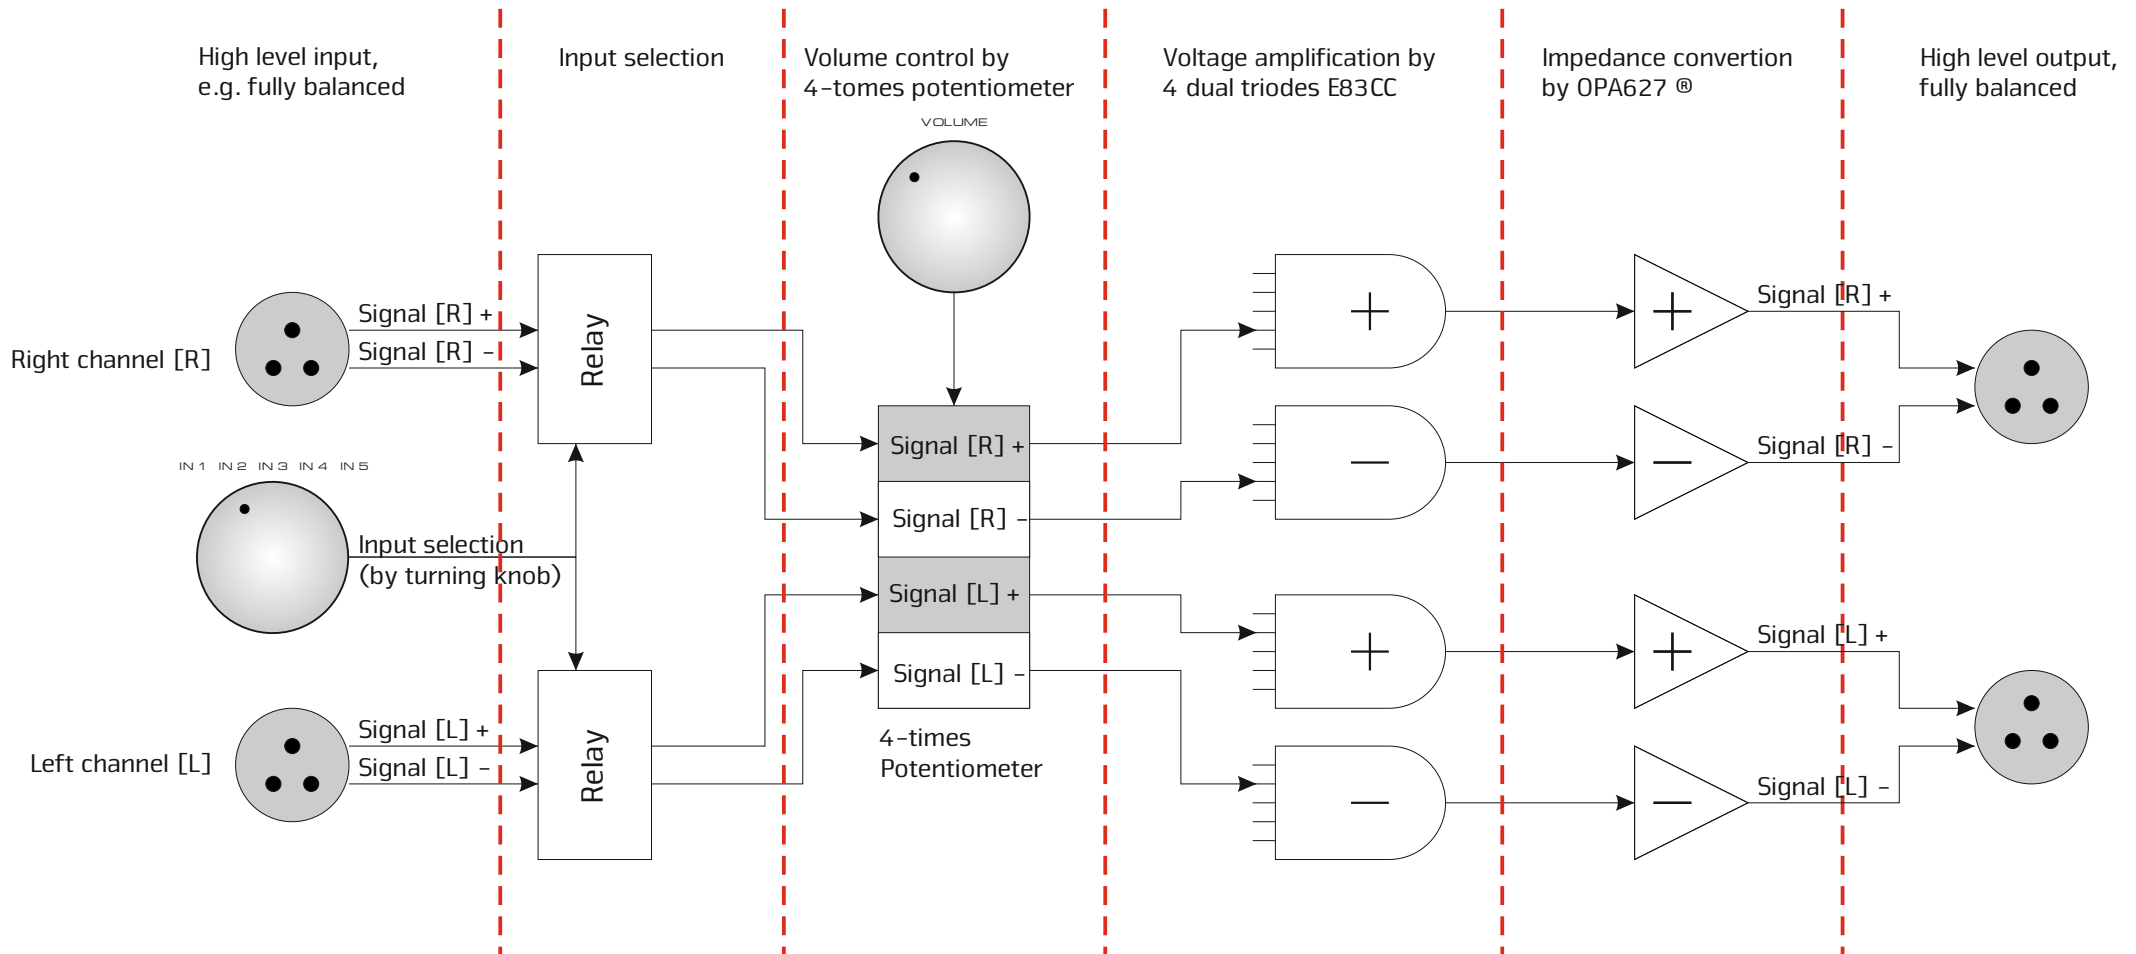 High level input,
e.g. fully balanced
Input selection
Volume control by
4-tomes potentiometer
Voltage amplification by
4 dual triodes E83CC
Impedance convertion
by OPA627 ®
High level output,
fully balanced
VOLUME
Right channel [R]
Signal [R] +
Signal [R] -
Relay
IN 1 IN 2 IN 3 IN 4 IN 5
Input selection
(by turning knob)
Left channel [L]
Signal [L] +
Signal [L] -
Relay
Signal [R] +
Signal [R] -
Signal [L] +
Signal [L] -
4-times
Potentiometer
+
-
+
-
+
-
+
-
Signal [R] +
Signal [R] -
Signal [L] +
Signal [L] -